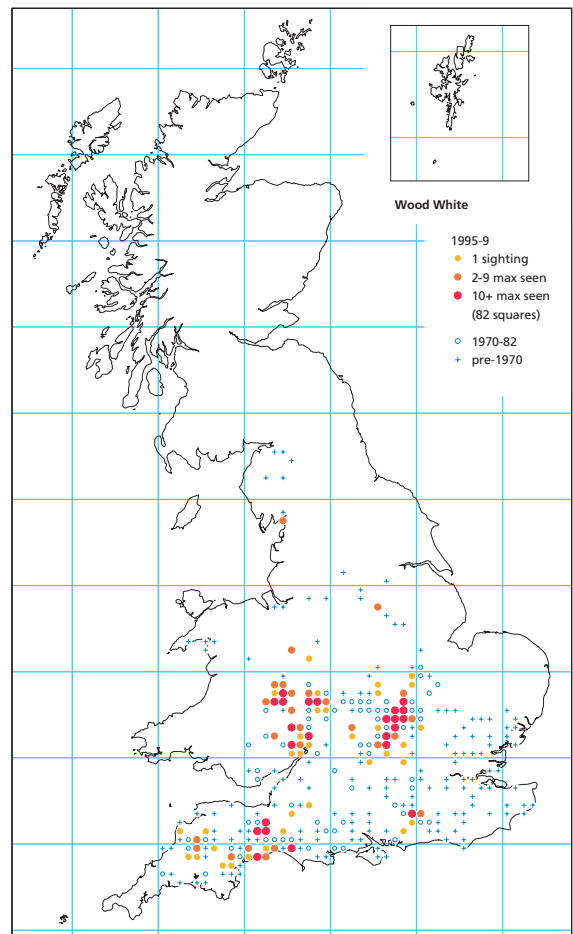 Wood White
1995-9
1 sighting
2-9 max seen
10+ max seen
(82 squares)
1970-82
pre-1970